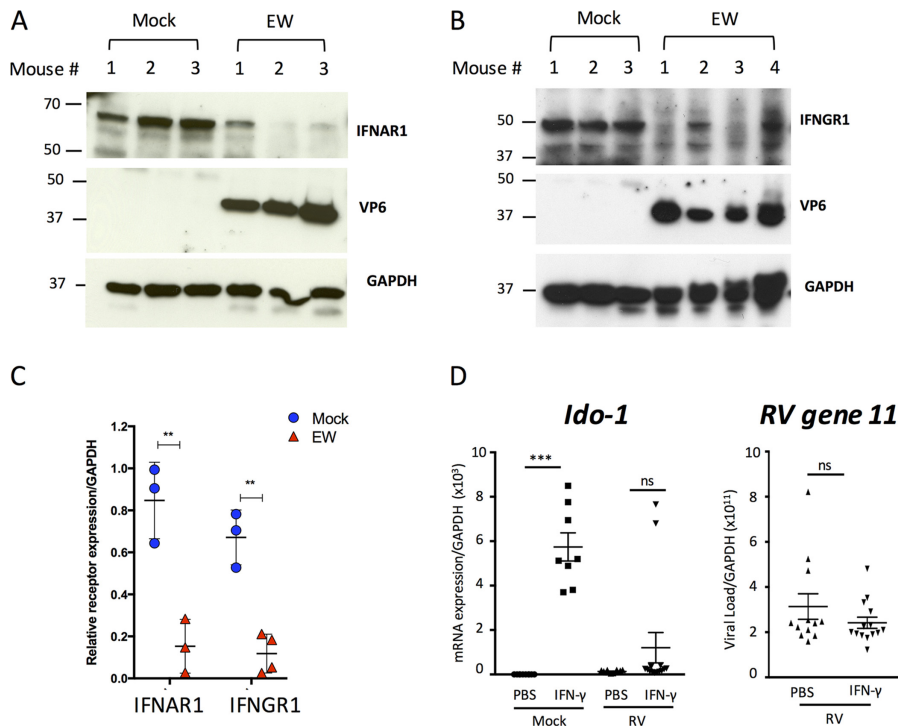 A
Mock EW
Mouse # 1 2 3 1 2 3
70
50
IFNAR1
50
37
VP6
37
GAPDH
B
Mock EW
Mouse # 1 2 3 1 2 3 4
50
37
IFNGR1
50
37
VP6
37
GAPDH
C
Mock
EW
Relative receptor expression/GAPDH
1.2
1.0
0.8
0.6
0.4
0.2
0.0
**
**
IFNAR1 IFNGR1
D
Ido-1
mRNA expression/GAPDH (x10³)
10
8
6
4
2
0
***
ns
PBS IFN-γ PBS IFN-γ
Mock RV
RV gene 11
Viral Load/GAPDH (x10¹¹)
10
8
6
4
2
0
ns
PBS IFN-γ
RV